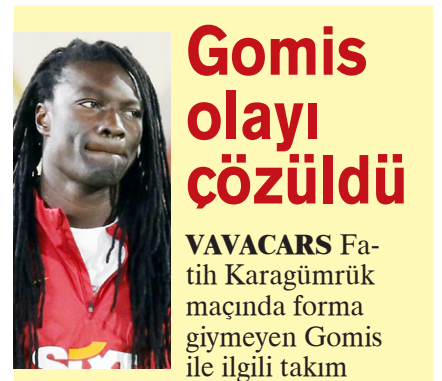 Gomis
olayı
çözüldü
VAVACARS Fa-
tih Karagümrük
maçında forma
giymeyen Gomis
ile ilgili takım